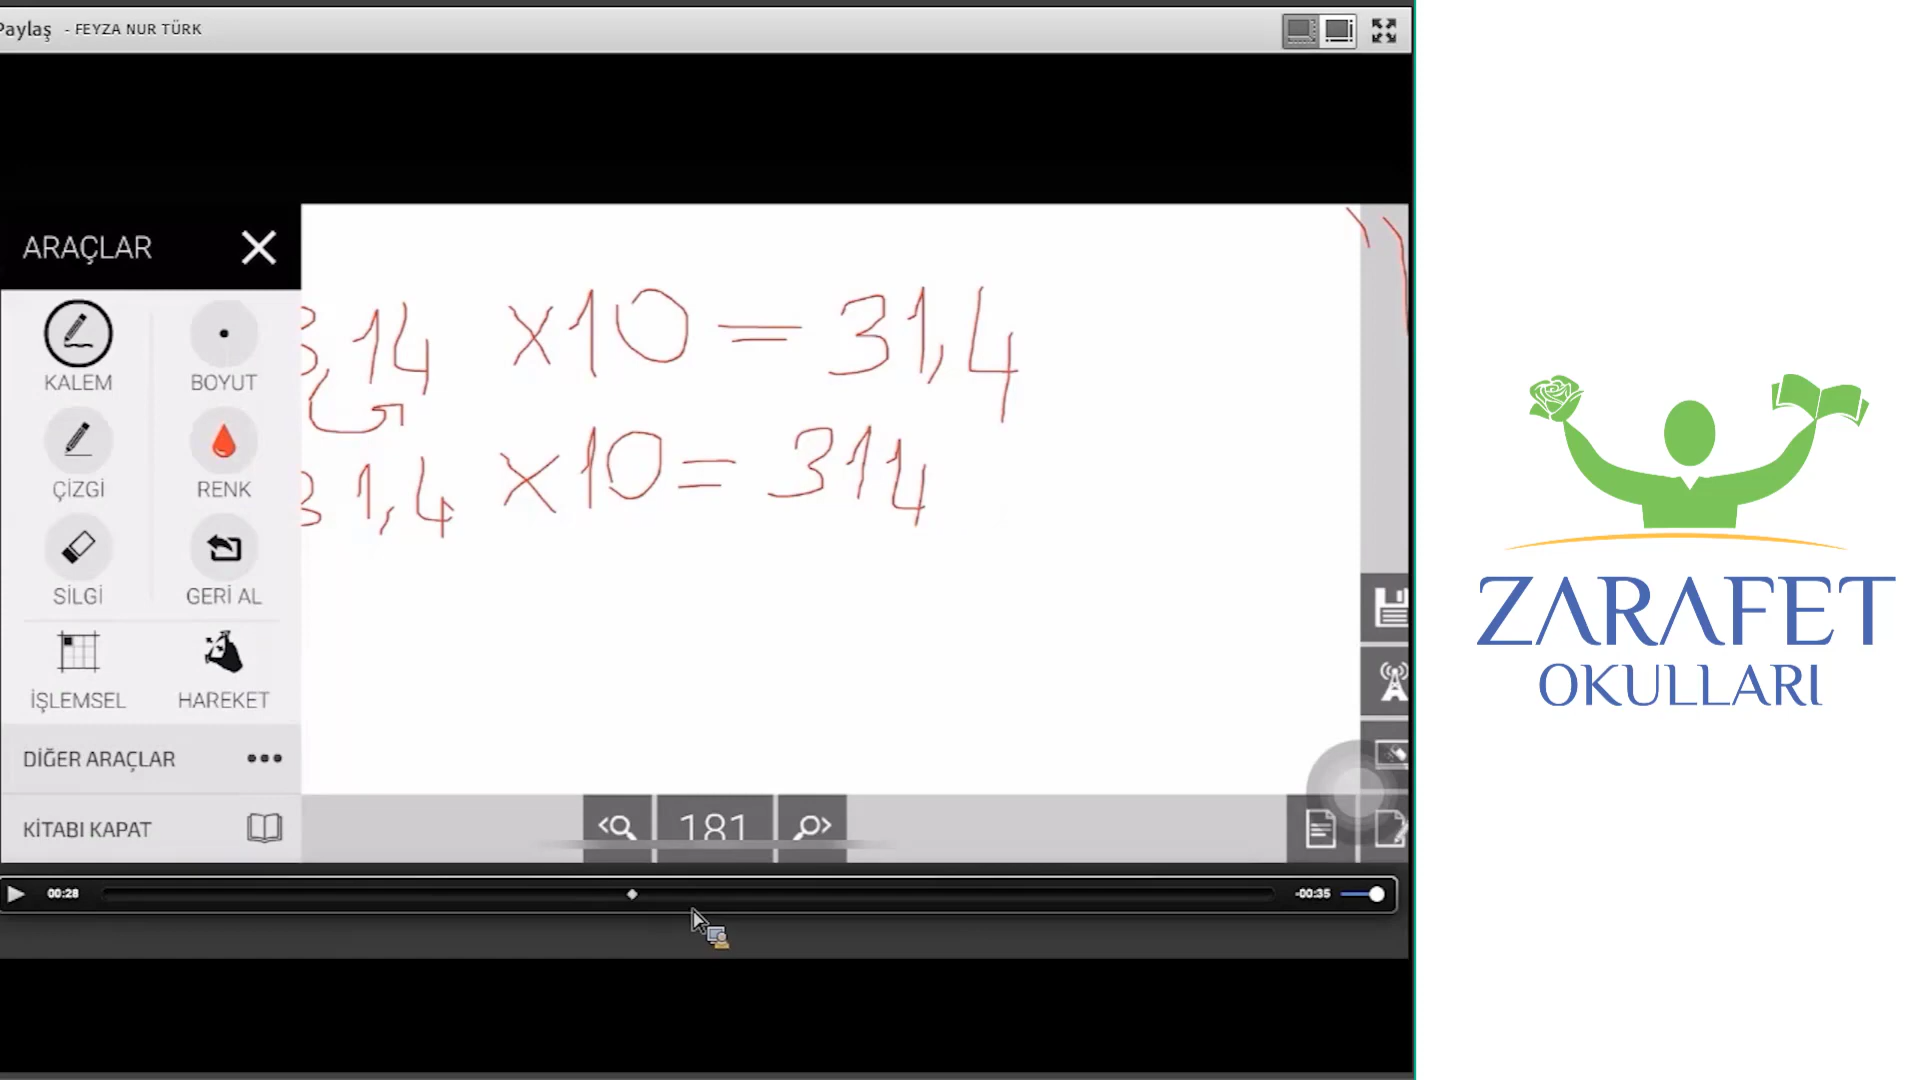 Paylaş - FEYZA NUR TÜRK
ARAÇLAR
KALEM
BOYUT
ÇİZGİ
RENK
SİLGİ
GERİ AL
İŞLEMSEL
HAREKET
DİĞER ARAÇLAR
KİTABI KAPAT
3,14 x10 = 31,4
31,4 x10 = 314
181
00:28
-00:35
ZARAFET
OKULLARI